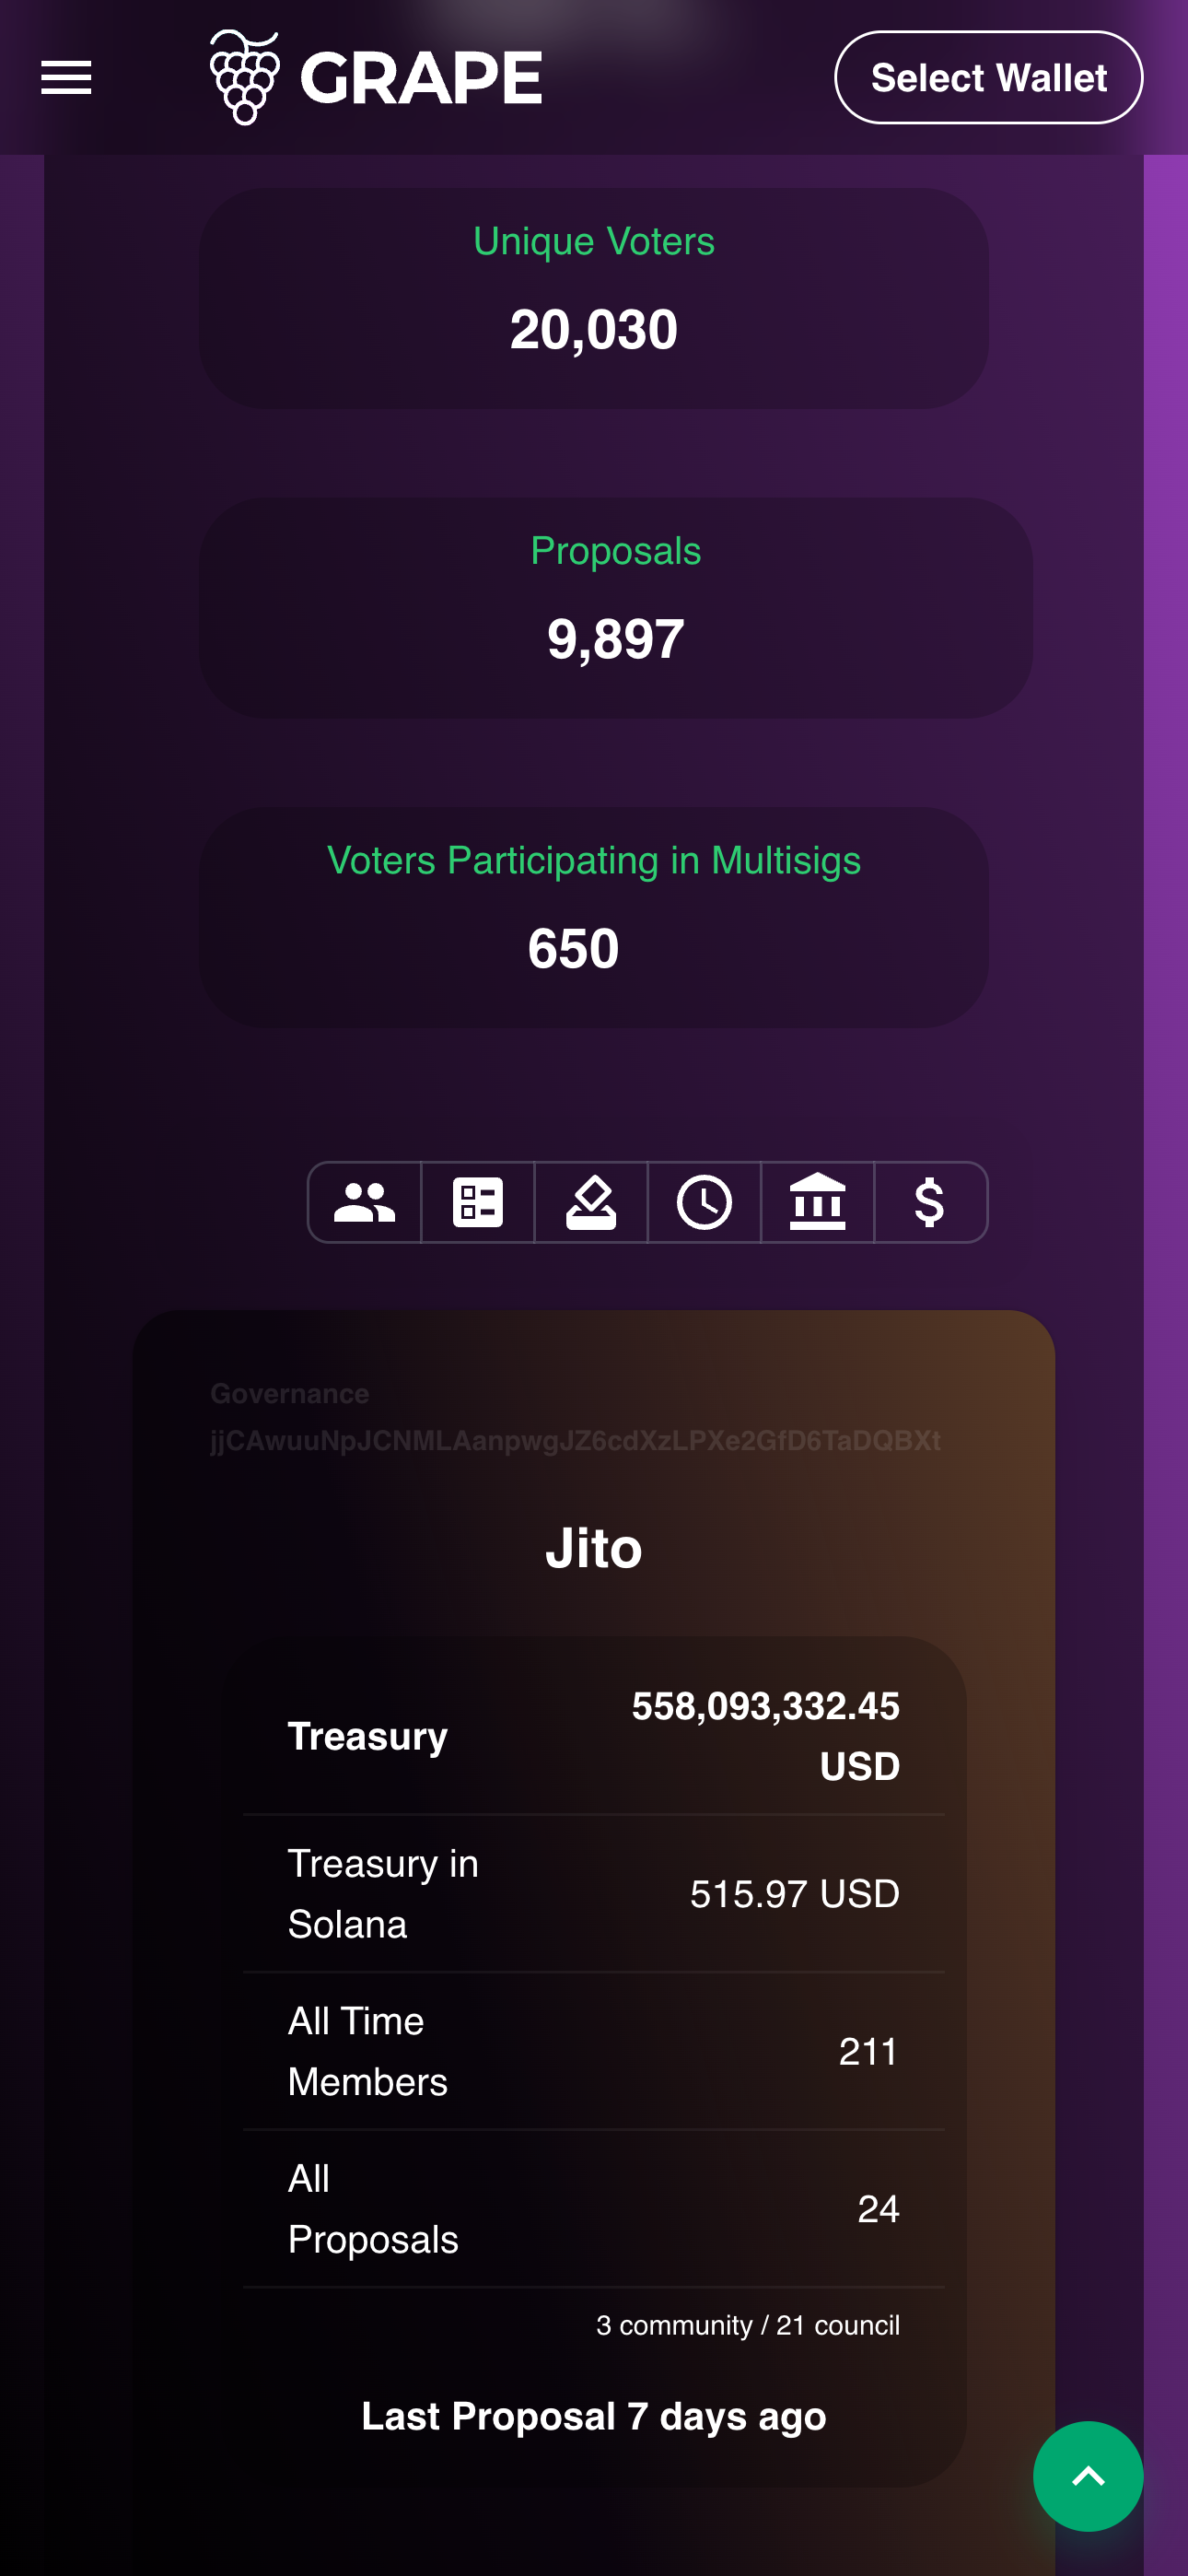 GRAPE
Select Wallet
Unique Voters
20,030
Proposals
9,897
Voters Participating in Multisigs
650
Governance
jjCAwuuNpJCNMLAanpwgJZ6cdXzLPXe2GfD6TaDQBXt
Jito
Treasury
558,093,332.45
USD
Treasury in
Solana
515.97 USD
All Time
Members
211
All
Proposals
24
3 community / 21 council
Last Proposal 7 days ago